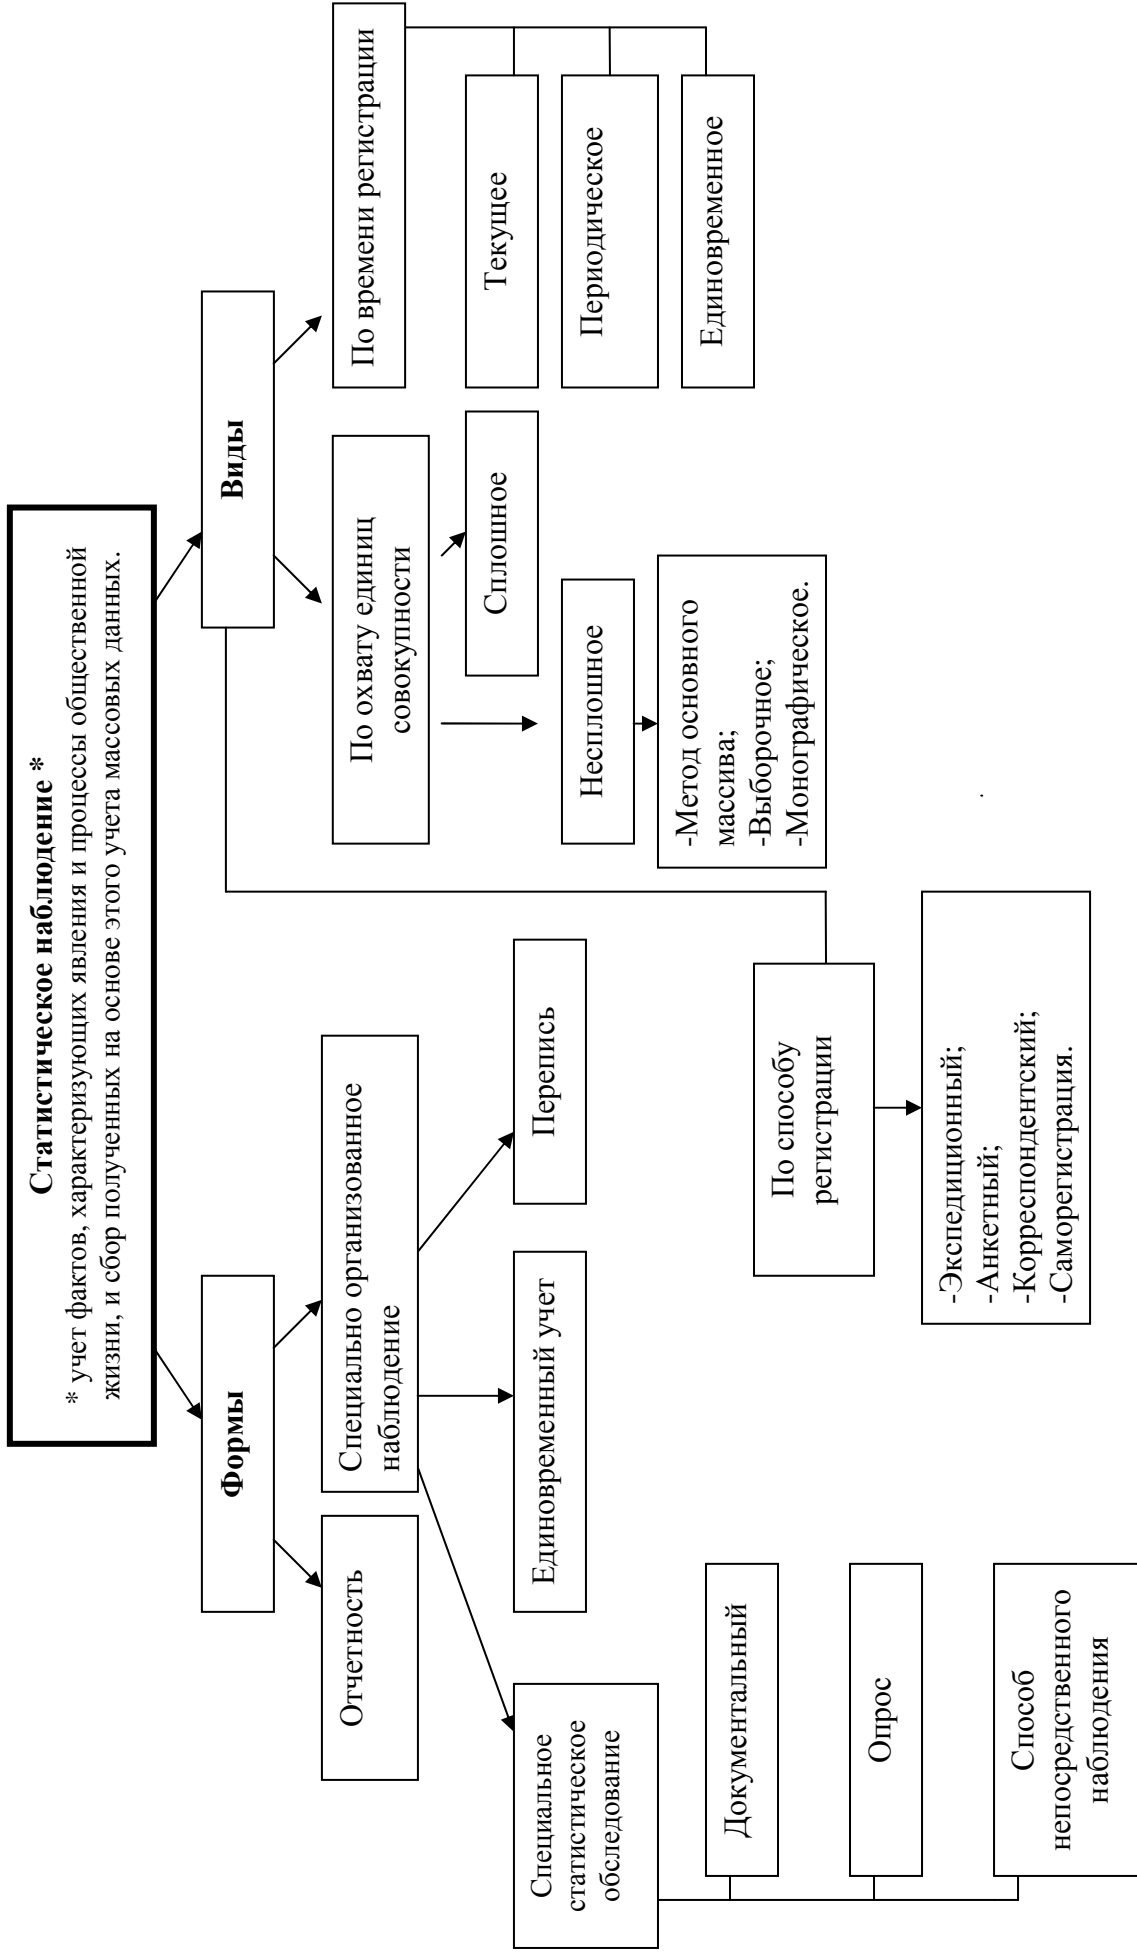 Статистическое наблюдение *
* учет фактов, характеризующих явления и процессы общественной
жизни, и сбор полученных на основе этого учета массовых данных.
Формы
Виды
Отчетность
Специально организованное
наблюдение
По охвату единиц
совокупности
По времени регистрации
Специальное
статистическое
обследование
Единовременный учет
Перепись
Сплошное
Текущее
Несплошное
Периодическое
-Метод основного
массива;
-Выборочное;
-Монографическое.
Единовременное
Документальный
Опрос
Способ
непосредственного
наблюдения
По способу
регистрации
-Экспедиционный;
-Анкетный;
-Корреспондентский;
-Саморегистрация.